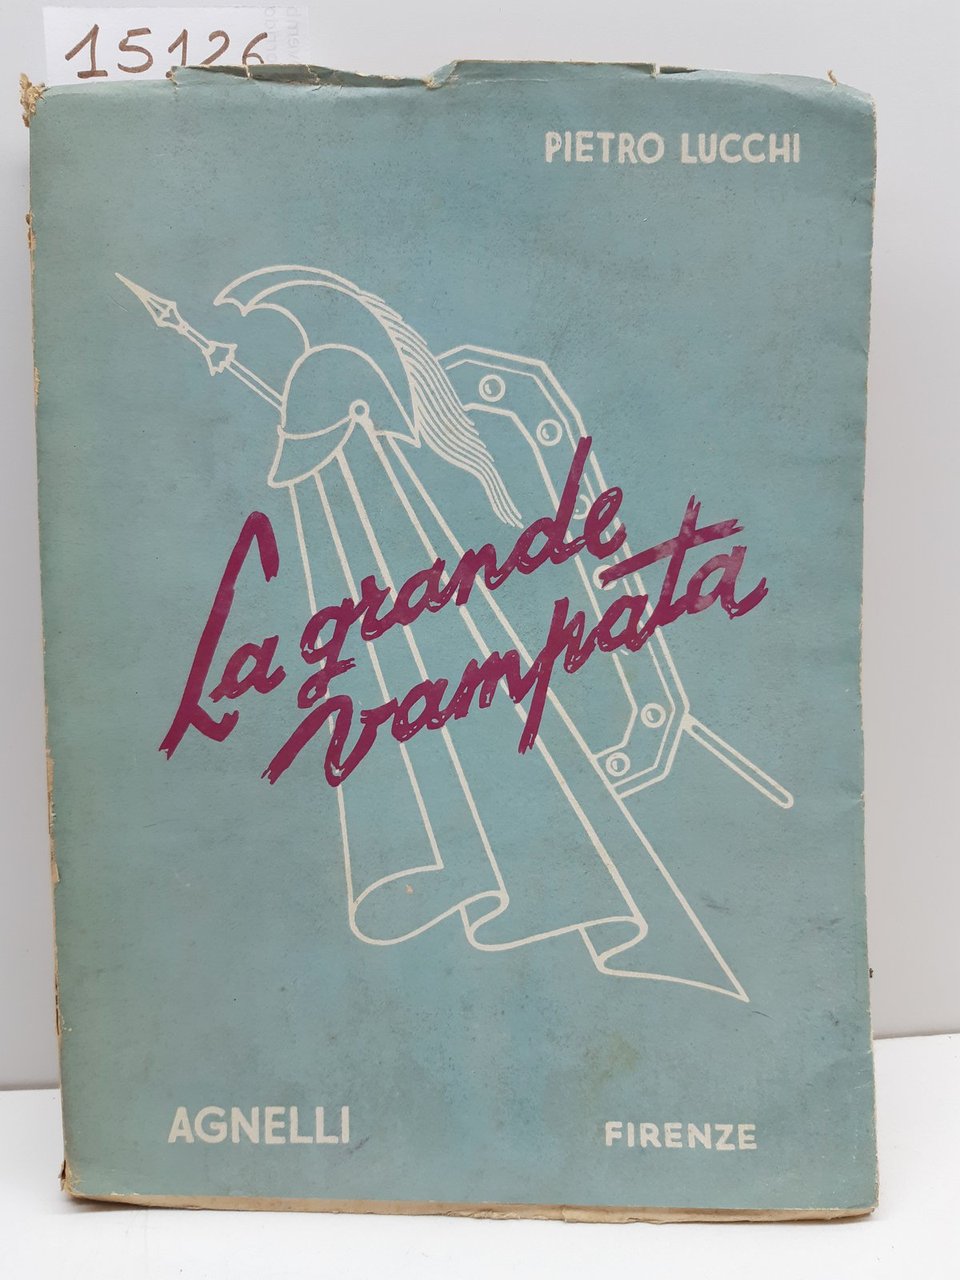 15126
PIETRO LUCCHI
La grande
vampata
AGNELLI
FIRENZE